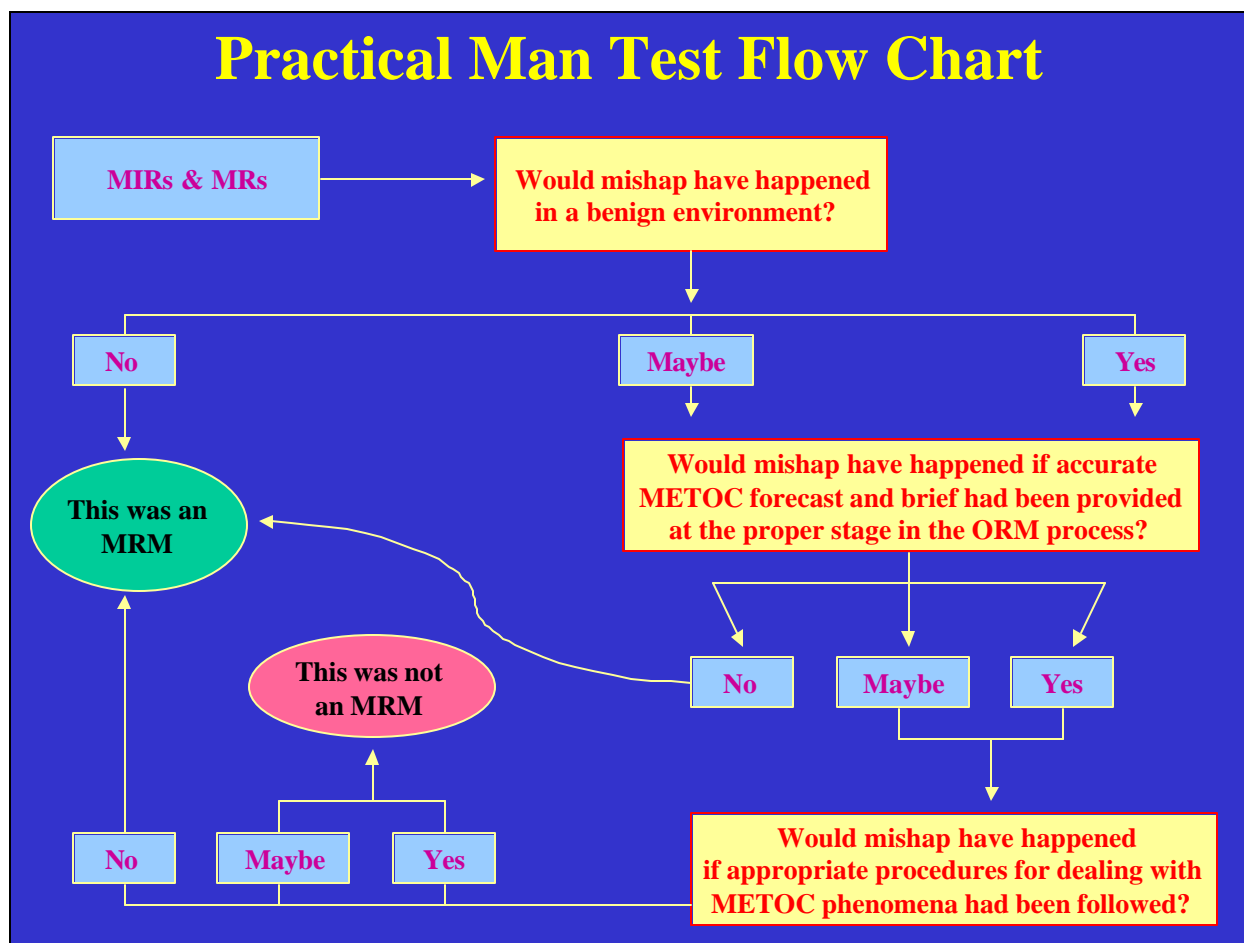 Practical Man Test Flow Chart
MIRs & MRs
Would mishap have happened
in a benign environment?
No
Maybe
Yes
Would mishap have happened if accurate
METOC forecast and brief had been provided
at the proper stage in the ORM process?
This was an
MRM
No
Maybe
Yes
This was not
an MRM
No
Maybe
Yes
Would mishap have happened
if appropriate procedures for dealing with
METOC phenomena had been followed?